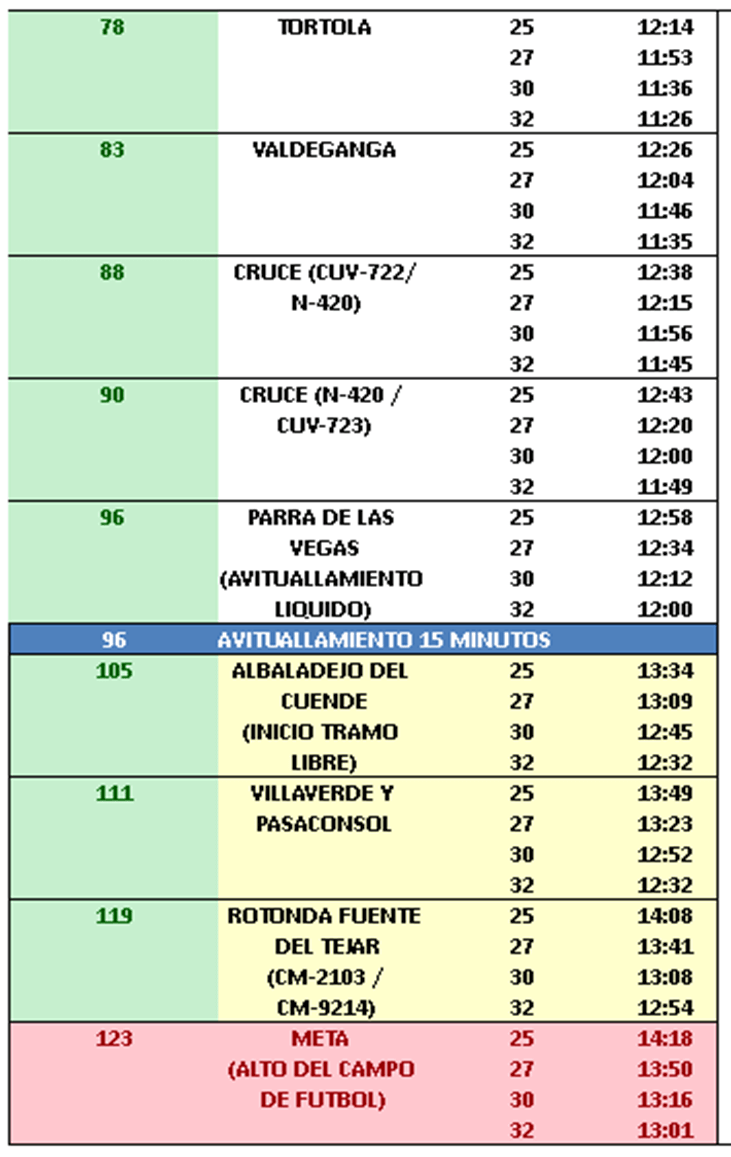 78 TORTOLA 25 12:14
27 11:53
30 11:36
32 11:26
83 VALDEGANGA 25 12:26
27 12:04
30 11:46
32 11:35
88 CRUCE (CUV-722/ 25 12:38
N-420) 27 12:15
30 11:56
32 11:45
90 CRUCE (N-420 / 25 12:43
CUV-723) 27 12:20
30 12:00
32 11:49
96 PARRA DE LAS 25 12:58
VEGAS 27 12:34
(AVITUALLAMIENTO 30 12:12
LIQUIDO) 32 12:00
96 AVITUALLAMIENTO 15 MINUTOS
105 ALBALADEJO DEL 25 13:34
CUENDE 27 13:09
(INICIO TRAMO 30 12:45
LIBRE) 32 12:32
111 VILLAVERDE Y 25 13:49
PASACONSOL 27 13:23
30 12:52
32 12:32
119 ROTONDA FUENTE 25 14:08
DEL TEJAR 27 13:41
(CM-2103 / 30 13:08
CM-9214) 32 12:54
123 META 25 14:18
(ALTO DEL CAMPO 27 13:50
DE FUTBOL) 30 13:16
32 13:01